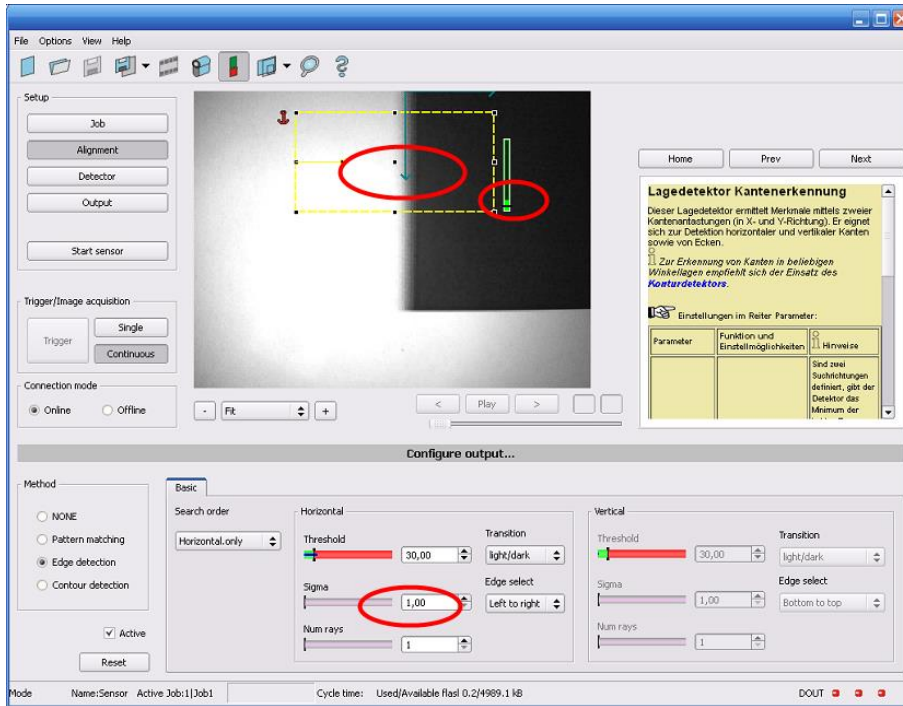 File Options View Help
Setup
Job
Alignment
Detector
Output
Start sensor
Trigger/Image acquisition
Trigger
Single
Continuous
Connection mode
Online
Offline
-
Fit
+
<
Play
>
Home
Prev
Next
Lagedetektor Kantenerkennung
Dieser Lagedetektor ermittelt Merkmale mittels zweier
Kantenantastungen (in X- und Y-Richtung). Er eignet
sich zur Detektion horizontaler und vertikaler Kanten
sowie von Ecken.
Zur Erkennung von Kanten in beliebigen
Winkellagen empfiehlt sich der Einsatz des
Konturdetektors.
Einstellungen im Reiter Parameter:
Parameter
Funktion und
Einstellmöglichkeiten
Hinweise
Sind zwei
Suchrichtungen
definiert, gibt der
Detektor das
Minimum der
Configure output...
Method
NONE
Pattern matching
Edge detection
Contour detection
Active
Reset
Basic
Search order
Horizontal.only
Horizontal
Threshold
30,00
Transition
light/dark
Sigma
1,00
Edge select
Left to right
Num rays
1
Vertical
Threshold
30,00
Transition
light/dark
Sigma
1,00
Edge select
Bottom to top
Num rays
1
Mode Name:Sensor Active Job:1|Job1 Cycle time: Used/Available flasl 0.2/4989.1 kB DOUT